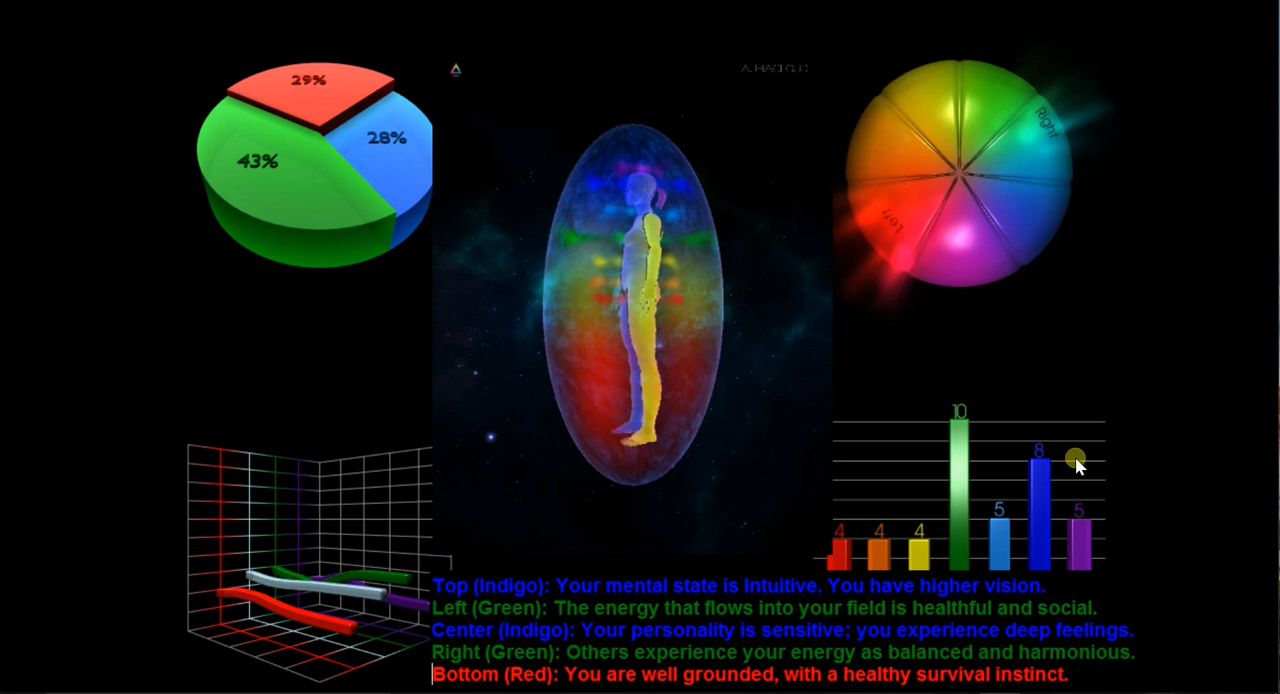 29%
28%
43%
Right
Left
10
8
5
5
4
4
4
Top (Indigo): Your mental state is Intuitive. You have higher vision.
Left (Green): The energy that flows into your field is healthful and social.
Center (Indigo): Your personality is sensitive; you experience deep feelings.
Right (Green): Others experience your energy as balanced and harmonious.
Bottom (Red): You are well grounded, with a healthy survival instinct.